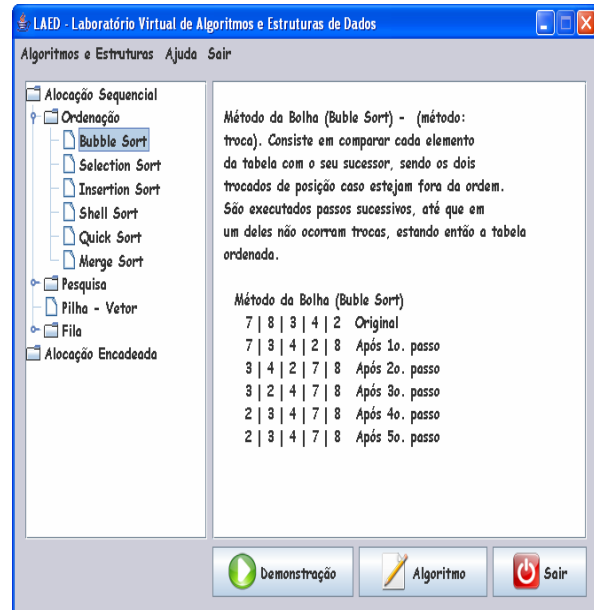 LAED - Laboratório Virtual de Algoritmos e Estruturas de Dados
Algoritmos e Estruturas Ajuda Sair
Alocação Sequencial
Ordenação
Bubble Sort
Selection Sort
Insertion Sort
Shell Sort
Quick Sort
Merge Sort
Pesquisa
Pilha - Vetor
Fila
Alocação Encadeada
Método da Bolha (Buble Sort) - (método:
troca). Consiste em comparar cada elemento
da tabela com o seu sucessor, sendo os dois
trocados de posição caso estejam fora da ordem.
São executados passos sucessivos, até que em
um deles não ocorram trocas, estando então a tabela
ordenada.
Método da Bolha (Buble Sort)
7 | 8 | 3 | 4 | 2 Original
7 | 3 | 4 | 2 | 8 Após 1o. passo
3 | 4 | 2 | 7 | 8 Após 2o. passo
3 | 2 | 4 | 7 | 8 Após 3o. passo
2 | 3 | 4 | 7 | 8 Após 4o. passo
2 | 3 | 4 | 7 | 8 Após 5o. passo
Demonstração
Algoritmo
Sair